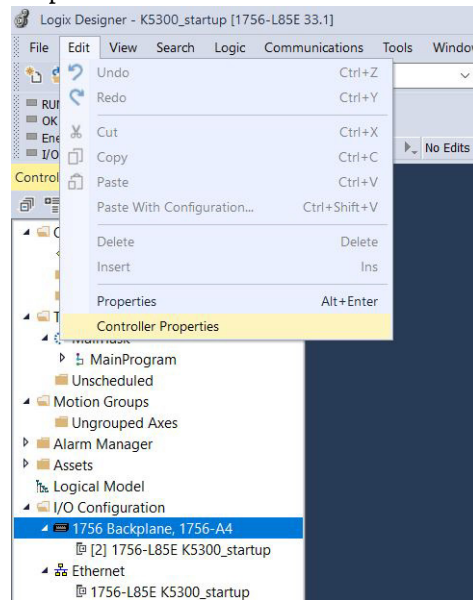 Logix Designer - K5300_startup [1756-L85E 33.1]
File Edit View Search Logic Communications Tools Windo
Undo Ctrl+Z
Redo Ctrl+Y
Cut Ctrl+X
Copy Ctrl+C
Paste Ctrl+V
Paste With Configuration... Ctrl+Shift+V
Delete Delete
Insert Ins
Properties Alt+Enter
Controller Properties
RUN
OK
Ene
I/O
No Edits
Control
MainProgram
Unscheduled
Motion Groups
Ungrouped Axes
Alarm Manager
Assets
Logical Model
I/O Configuration
1756 Backplane, 1756-A4
[2] 1756-L85E K5300_startup
Ethernet
1756-L85E K5300_startup